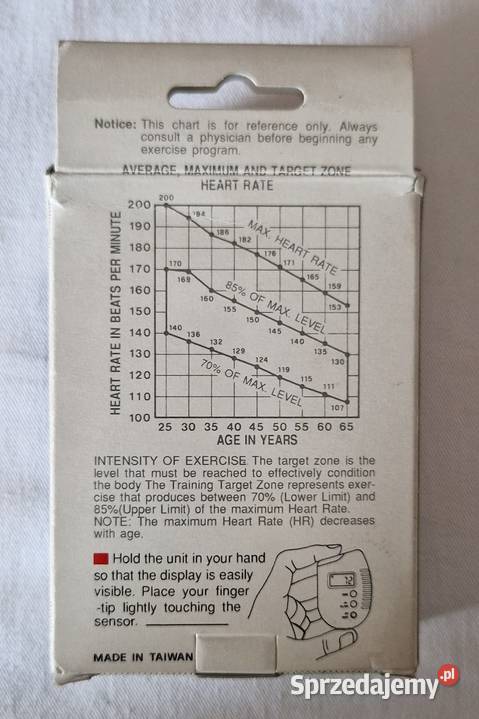 Notice: This chart is for reference only. Always
consult a physician before beginning any
exercise program.
AVERAGE, MAXIMUM AND TARGET ZONE
HEART RATE
HEART RATE IN BEATS PER MINUTE
200
190
180
170
160
150
140
130
120
110
100
200
194
186
182
176
171
165
159
153
MAX. HEART RATE
170
169
160
155
150
145
140
135
130
85% OF MAX. LEVEL
140
136
132
129
124
119
115
111
107
70% OF MAX. LEVEL
25 30 35 40 45 50 55 60 65
AGE IN YEARS
INTENSITY OF EXERCISE. The target zone is the
level that must be reached to effectively condition
the body The Training Target Zone represents exer-
cise that produces between 70% (Lower Limit) and
85%(Upper Limit) of the maximum Heart Rate.
NOTE: The maximum Heart Rate (HR) decreases
with age.
Hold the unit in your hand
so that the display is easily
visible. Place your finger
-tip lightly touching the
sensor.
72
MADE IN TAIWAN
Sprzedajemy.pl